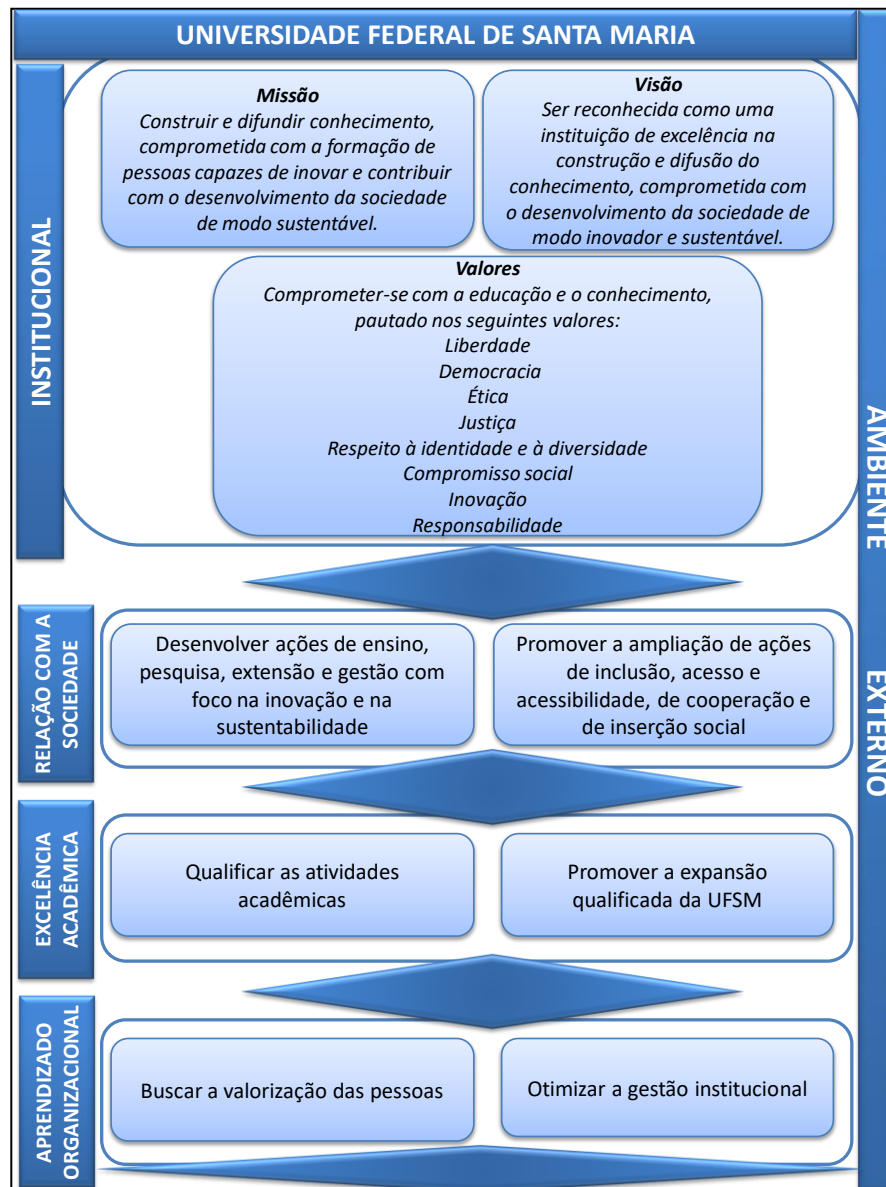 UNIVERSIDADE FEDERAL DE SANTA MARIA
INSTITUCIONAL
Missão
Construir e difundir conhecimento,
comprometida com a formação de
pessoas capazes de inovar e contribuir
com o desenvolvimento da sociedade
de modo sustentável.
Visão
Ser reconhecida como uma
instituição de excelência na
construção e difusão do
conhecimento, comprometida com
o desenvolvimento da sociedade de
modo inovador e sustentável.
Valores
Comprometer-se com a educação e o conhecimento,
pautado nos seguintes valores:
Liberdade
Democracia
Ética
Justiça
Respeito à identidade e à diversidade
Compromisso social
Inovação
Responsabilidade
RELAÇÃO COM A
SOCIEDADE
Desenvolver ações de ensino,
pesquisa, extensão e gestão com
foco na inovação e na
sustentabilidade
Promover a ampliação de ações
de inclusão, acesso e
acessibilidade, de cooperação e
de inserção social
EXCELÊNCIA
ACADÊMICA
Qualificar as atividades
acadêmicas
Promover a expansão
qualificada da UFSM
APRENDIZADO
ORGANIZACIONAL
Buscar a valorização das pessoas
Otimizar a gestão institucional
AMBIENTE EXTERNO